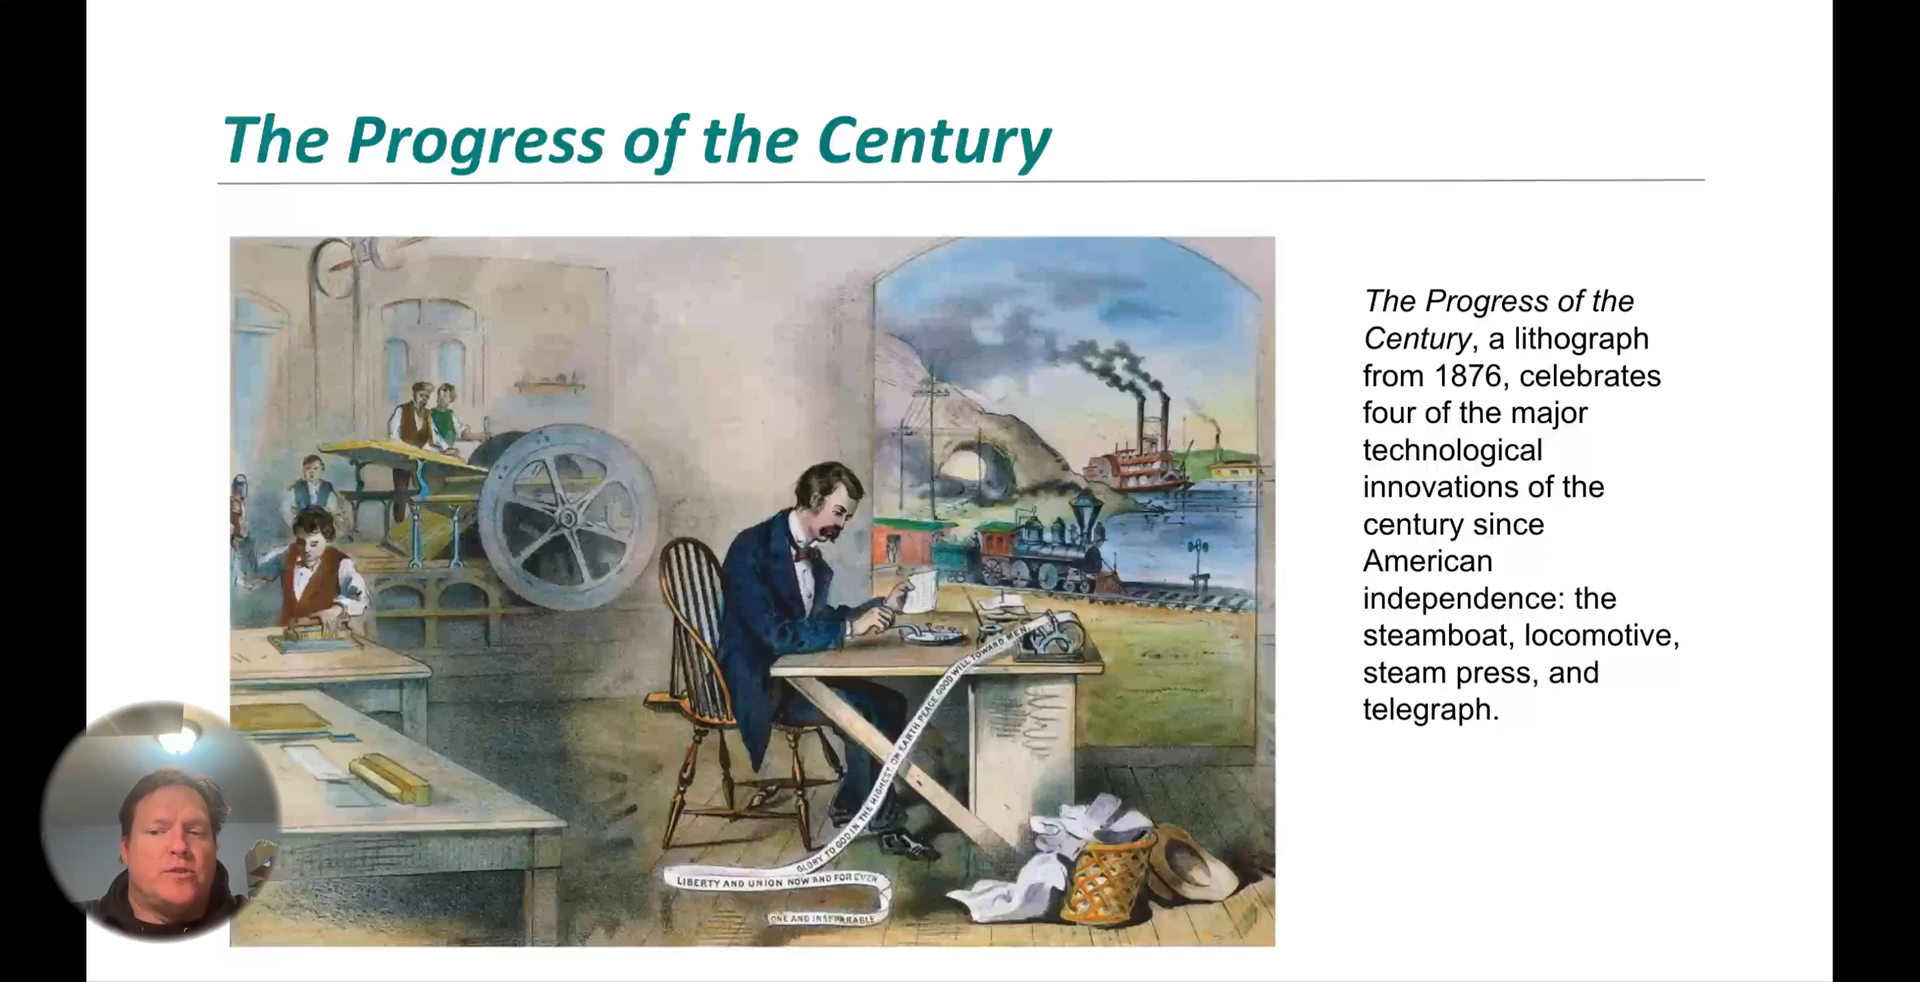 The Progress of the Century
The Progress of the
Century, a lithograph
from 1876, celebrates
four of the major
technological
innovations of the
century since
American
independence: the
steamboat, locomotive,
steam press, and
telegraph.
LIBERTY AND UNION NOW AND FOREVER
ONE AND INSEPARABLE
GLORY TO GOD IN THE HIGHEST. ON EARTH PEACE GOOD WILL TOWARD MEN.